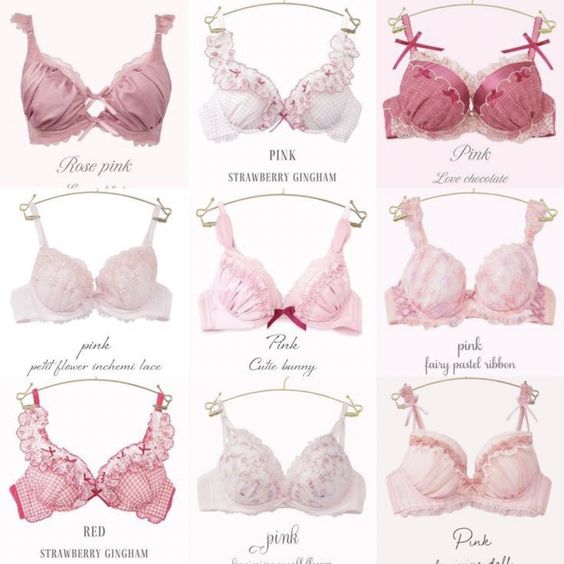 Rose pink
PINK
STRAWBERRY GINGHAM
Pink
Love chocolate
pink
petit flower inchemi lace
Pink
Cutie bunny
pink
fairy pastel ribbon
RED
STRAWBERRY GINGHAM
pink
Pink